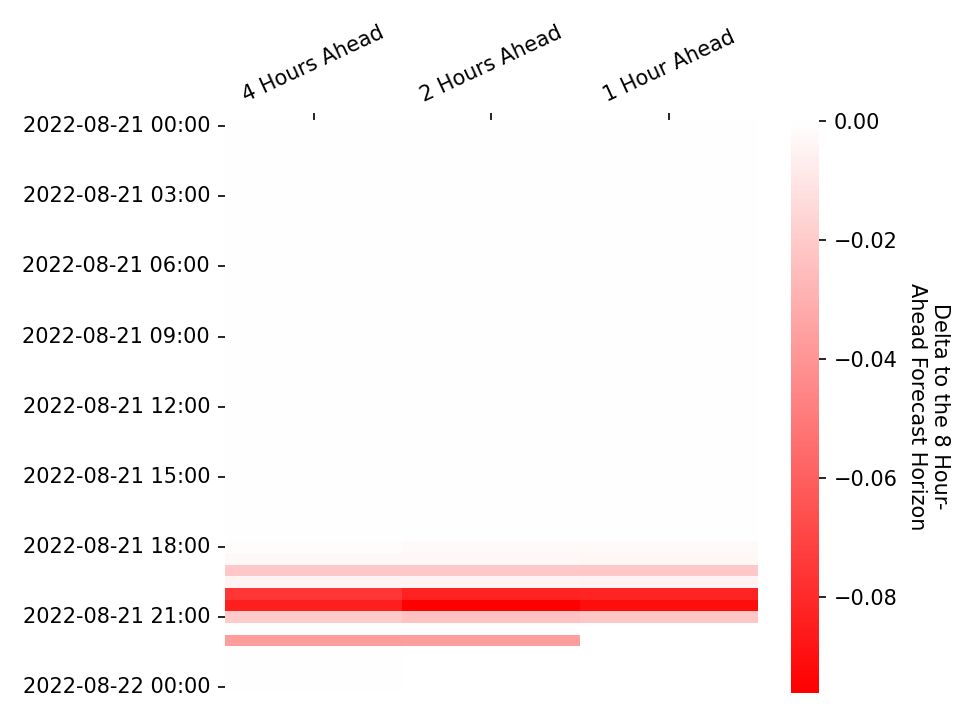 4 Hours Ahead
2 Hours Ahead
1 Hour Ahead
2022-08-21 00:00
2022-08-21 03:00
2022-08-21 06:00
2022-08-21 09:00
2022-08-21 12:00
2022-08-21 15:00
2022-08-21 18:00
2022-08-21 21:00
2022-08-22 00:00
0.00
−0.02
−0.04
−0.06
−0.08
Delta to the 8 Hour-
Ahead Forecast Horizon